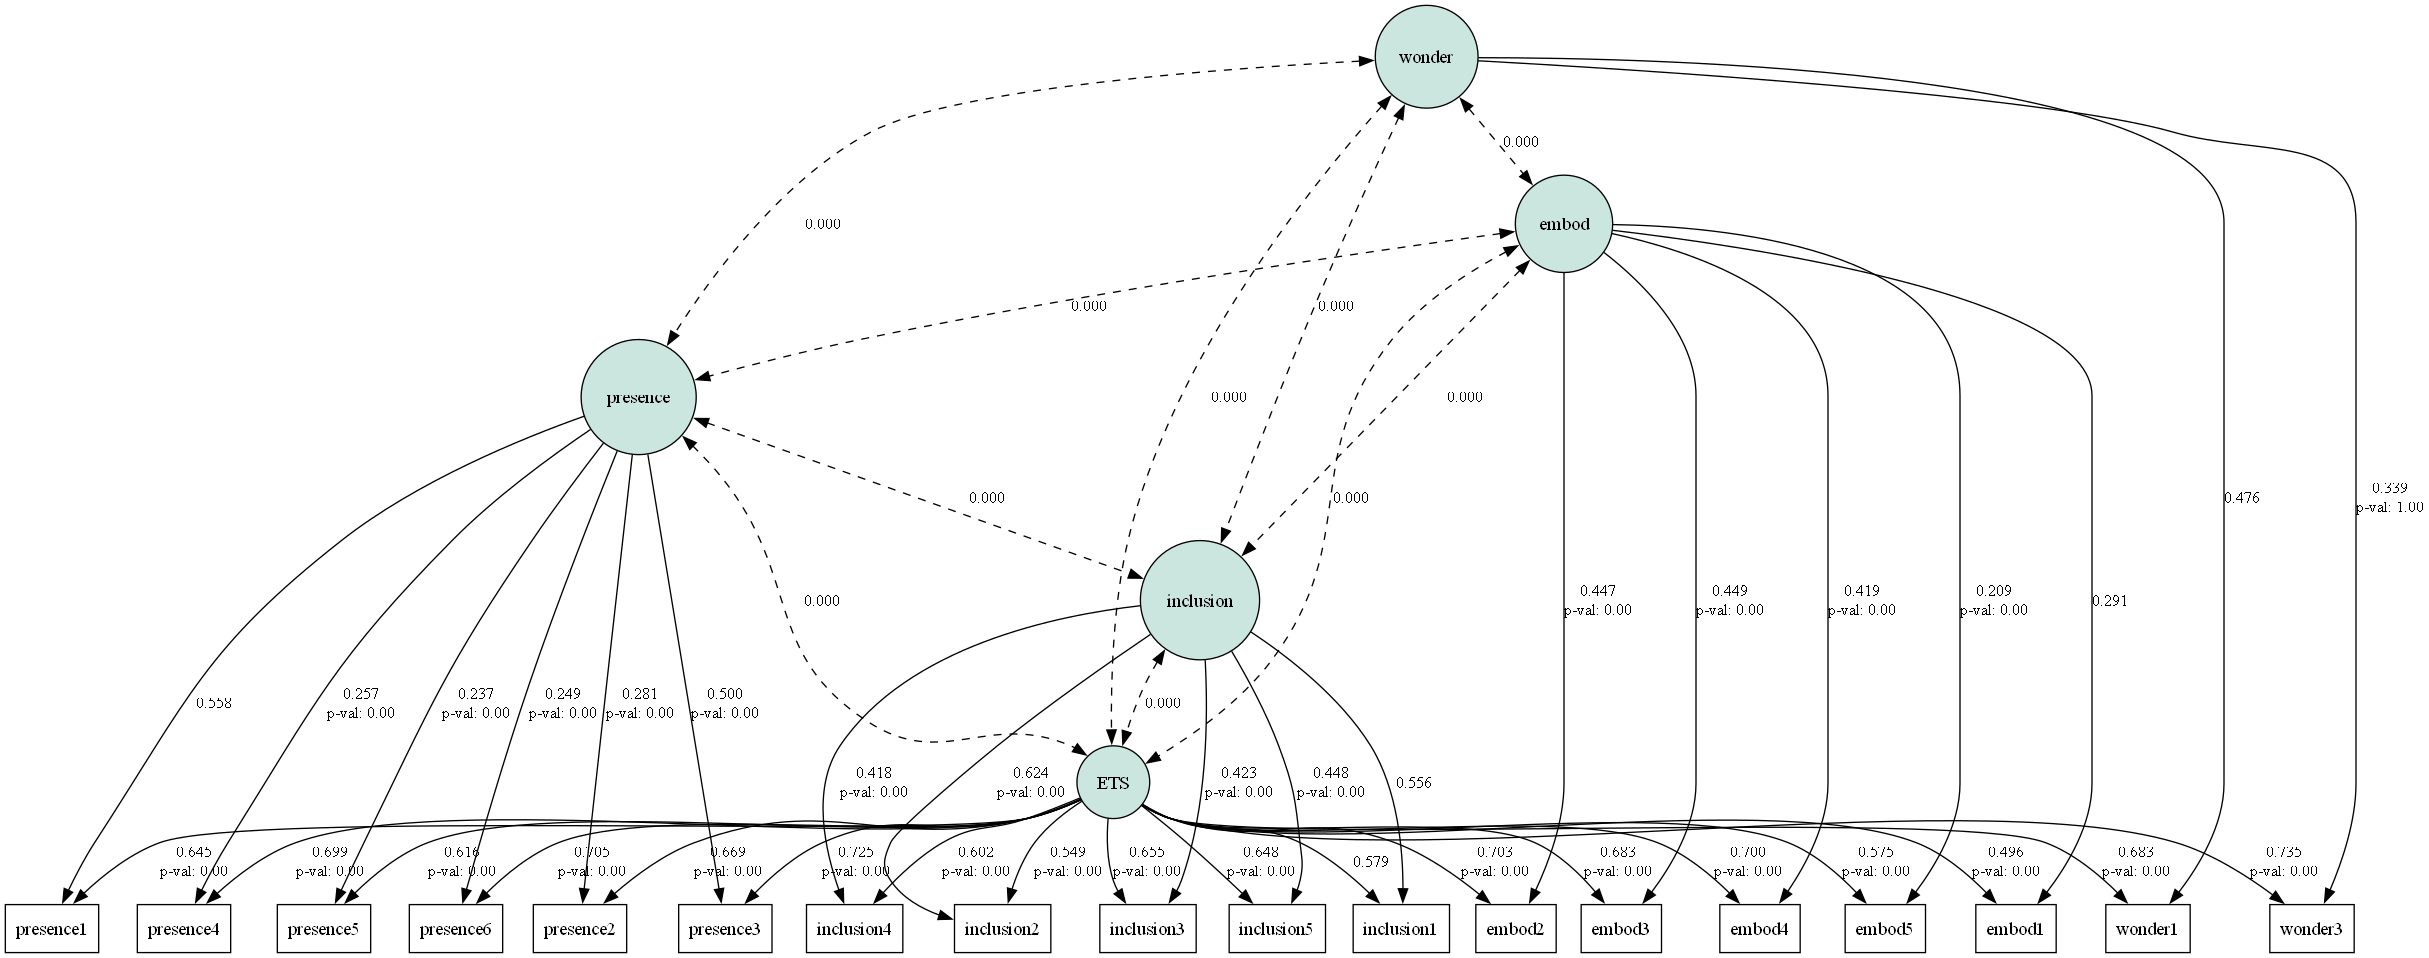 wonder
0.000
embod
0.000
0.000
0.000
presence
0.000
0.000
0.339
p-val: 1.00
0.000
0.000
0.476
0.447
p-val: 0.00
0.449
p-val: 0.00
0.419
p-val: 0.00
0.209
p-val: 0.00
0.291
0.000
inclusion
0.558
0.257
p-val: 0.00
0.237
p-val: 0.00
0.249
p-val: 0.00
0.281
p-val: 0.00
0.500
p-val: 0.00
0.000
0.418
p-val: 0.00
0.624
p-val: 0.00
ETS
0.423
p-val: 0.00
0.448
p-val: 0.00
0.556
0.645
p-val: 0.00
0.699
p-val: 0.00
0.616
p-val: 0.00
0.705
p-val: 0.00
0.669
p-val: 0.00
0.725
p-val: 0.00
0.602
p-val: 0.00
0.549
p-val: 0.00
0.655
p-val: 0.00
0.648
p-val: 0.00
0.579
0.703
p-val: 0.00
0.683
p-val: 0.00
0.700
p-val: 0.00
0.575
p-val: 0.00
0.496
p-val: 0.00
0.683
p-val: 0.00
0.735
p-val: 0.00
presence1
presence4
presence5
presence6
presence2
presence3
inclusion4
inclusion2
inclusion3
inclusion5
inclusion1
embod2
embod3
embod4
embod5
embod1
wonder1
wonder3